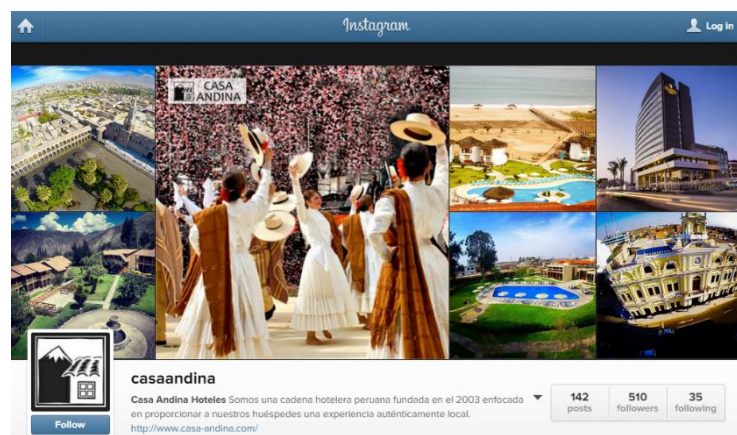 Instagram
Log in
CASA
ANDINA
casaandina
Casa Andina Hoteles Somos una cadena hotelera peruana fundada en el 2003 enfocada
en proporcionar a nuestros huéspedes una experiencia auténticamente local.
http://www.casa-andina.com/
142
posts
510
followers
35
following
Follow